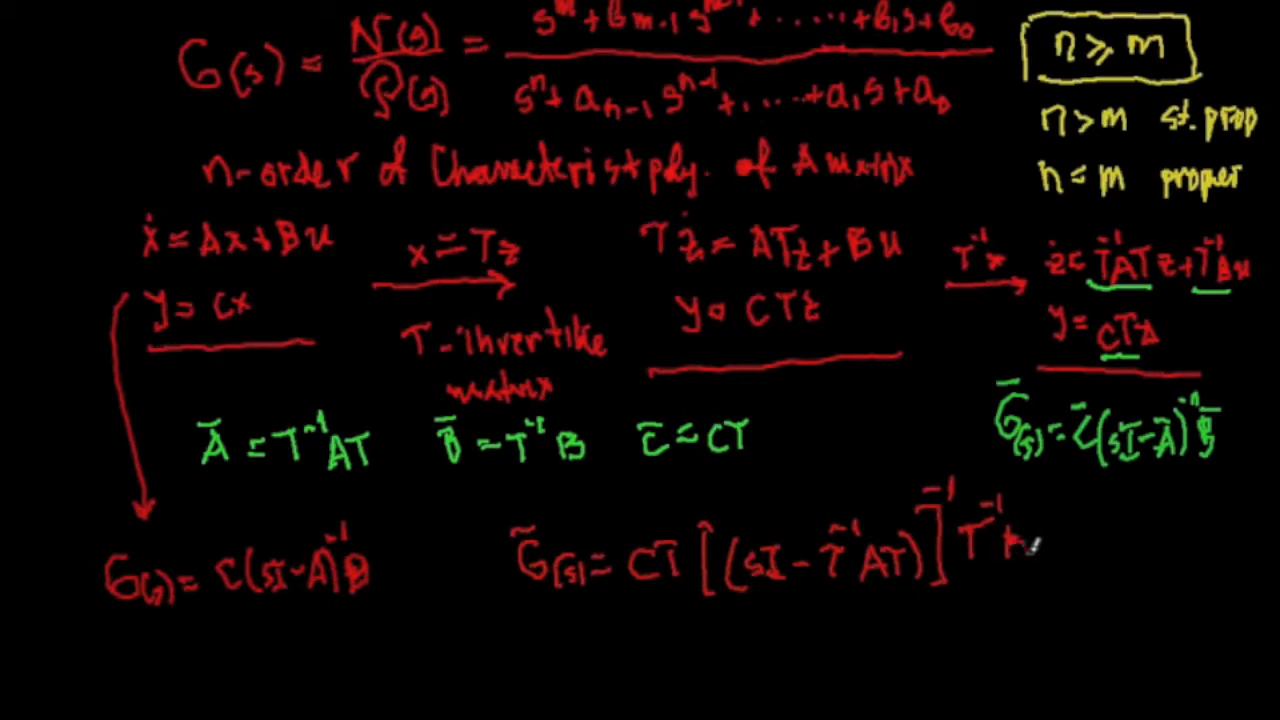 G(s) = N(s)/P(s) = s^m + b_{m-1} s^{m-1} + ...... + b_1 s + b_0 / s^n + a_{n-1} s^{n-1} + ..... + a_1 s + a_0
n ≥ m
n > m st. prop
n = m proper
n-order of Characterist poly. of A matrix
ẋ = Ax + Bu
y = Cx
x = Tz
T-invertible
matrix
Tż = ATz + Bu
y = CTz
T^{-1} x
ż = T^{-1}AT z + T^{-1}Bu
y = CTz
Ā = T^{-1}AT B̄ = T^{-1}B C̄ = CT
Ḡ(s) = C̄(sI - Ā)^{-1} B̄
G(s) = C(sI - A)^{-1} B
Ḡ(s) = CT [(sI - T^{-1}AT)]^{-1} T^{-1}